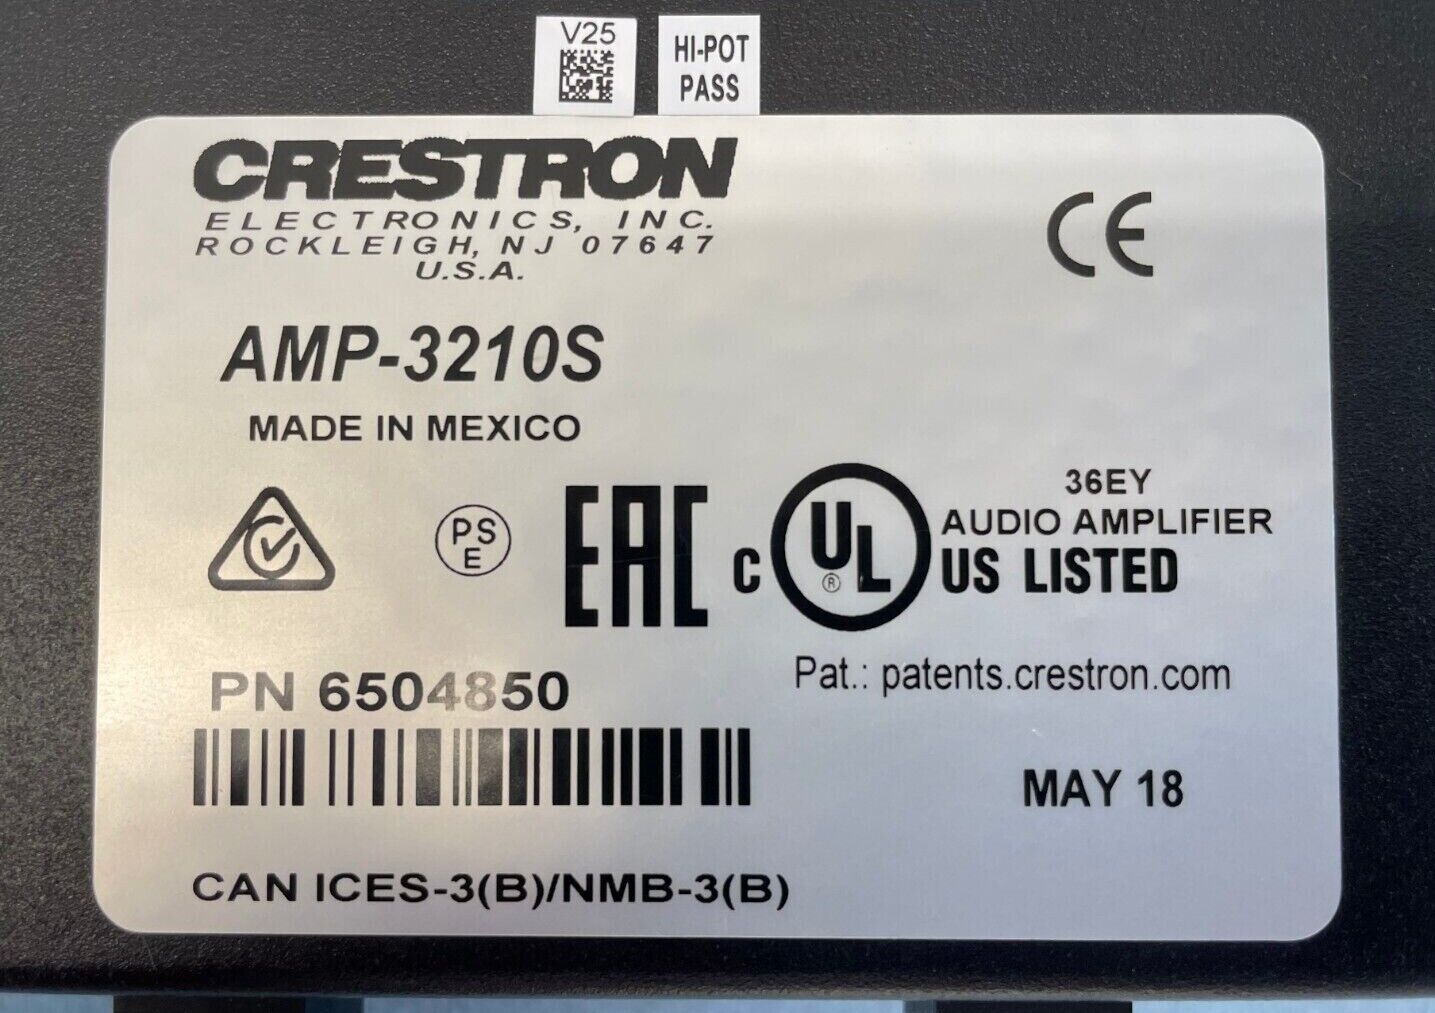 V25
HI-POT
PASS
CRESTRON
ELECTRONICS, INC.
ROCKLEIGH, NJ 07647
U.S.A.
CE
AMP-3210S
MADE IN MEXICO
PS
E
EAC
c UL ® US LISTED
36EY
AUDIO AMPLIFIER
PN 6504850
Pat.: patents.crestron.com
MAY 18
CAN ICES-3(B)/NMB-3(B)